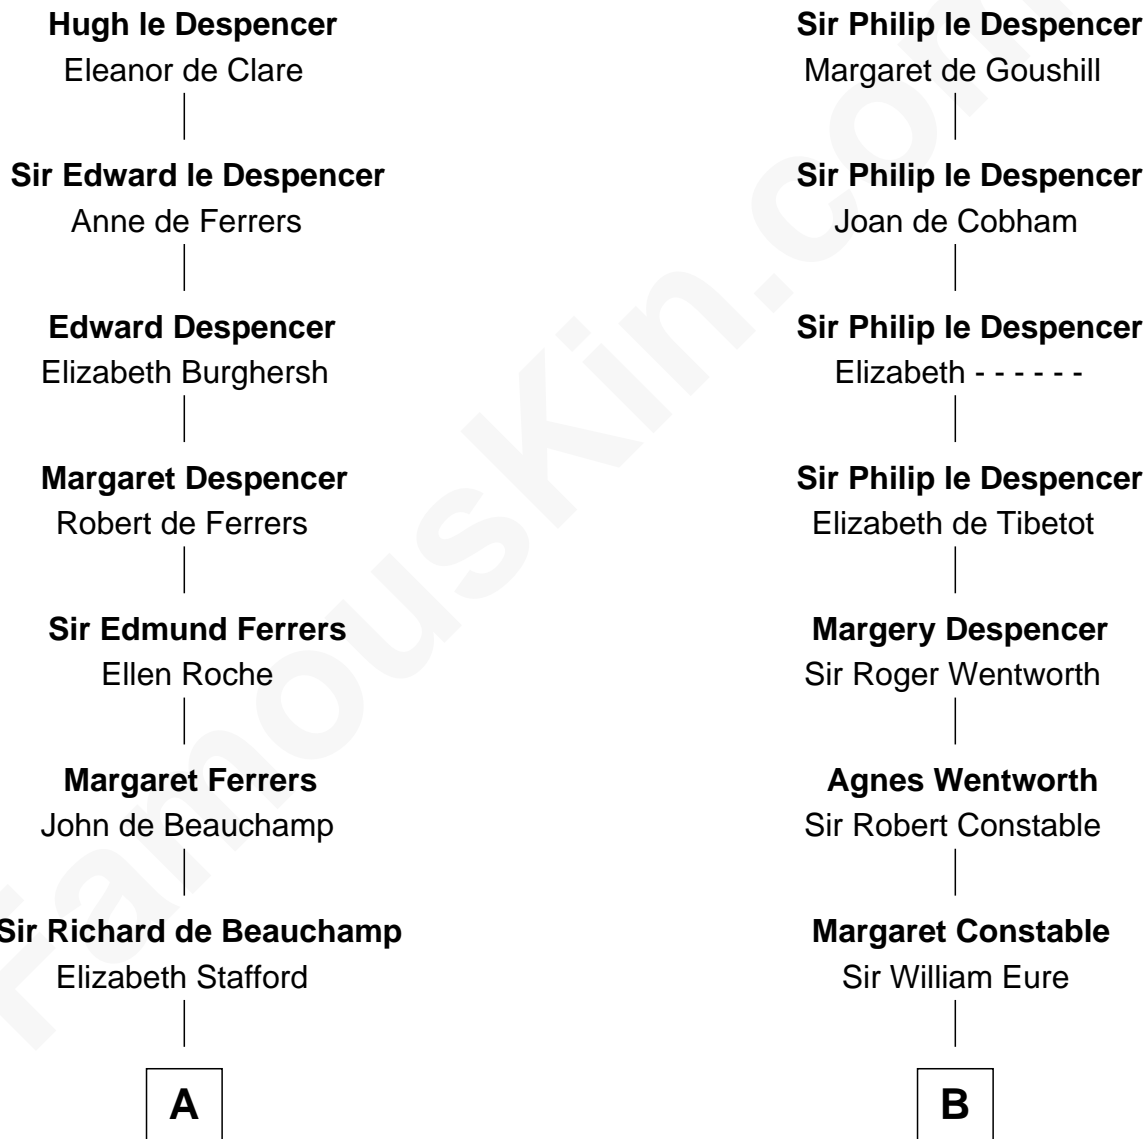 Hugh le Despencer
Eleanor de Clare
Sir Edward le Despencer
Anne de Ferrers
Edward Despencer
Elizabeth Burghersh
Margaret Despencer
Robert de Ferrers
Sir Edmund Ferrers
Ellen Roche
Margaret Ferrers
John de Beauchamp
Sir Richard de Beauchamp
Elizabeth Stafford
A
Sir Philip le Despencer
Margaret de Goushill
Sir Philip le Despencer
Joan de Cobham
Sir Philip le Despencer
Elizabeth - - - - - -
Sir Philip le Despencer
Elizabeth de Tibetot
Margery Despencer
Sir Roger Wentworth
Agnes Wentworth
Sir Robert Constable
Margaret Constable
Sir William Eure
B
FamousKin.com